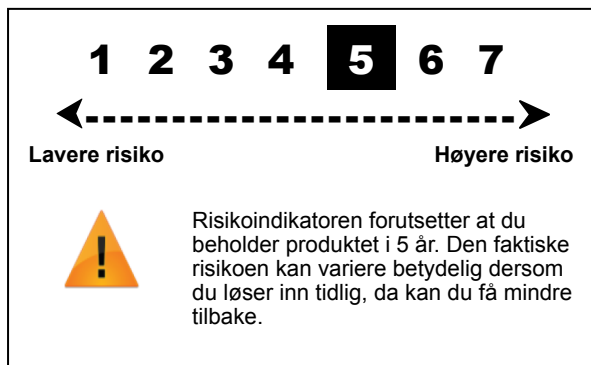 1 2 3 4 5 6 7
Lavere risiko Høyere risiko
Risikoindikatoren forutsetter at du
beholder produktet i 5 år. Den faktiske
risikoen kan variere betydelig dersom
du løser inn tidlig, da kan du få mindre
tilbake.